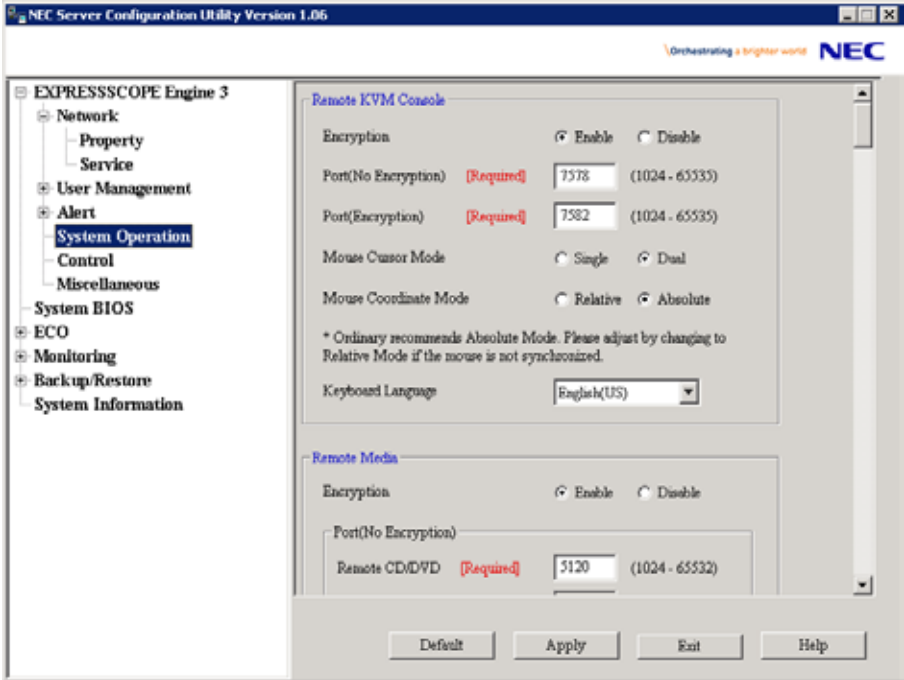 NEC Server Configuration Utility Version 1.06
\Orchestrating a brighter world NEC
EXPRESSSCOPE Engine 3
Network
Property
Service
User Management
Alert
System Operation
Control
Miscellaneous
System BIOS
ECO
Monitoring
Backup/Restore
System Information
Remote KVM Console
Encryption Enable Disable
Port(No Encryption) [Required] 7578 (1024 - 65535)
Port(Encryption) [Required] 7582 (1024 - 65535)
Mouse Cursor Mode Single Dual
Mouse Coordinate Mode Relative Absolute
* Ordinary recommends Absolute Mode. Please adjust by changing to
Relative Mode if the mouse is not synchronized.
Keyboard Language English(US)
Remote Media
Encryption Enable Disable
Port(No Encryption)
Remote CD/DVD [Required] 5120 (1024 - 65532)
Default Apply Exit Help